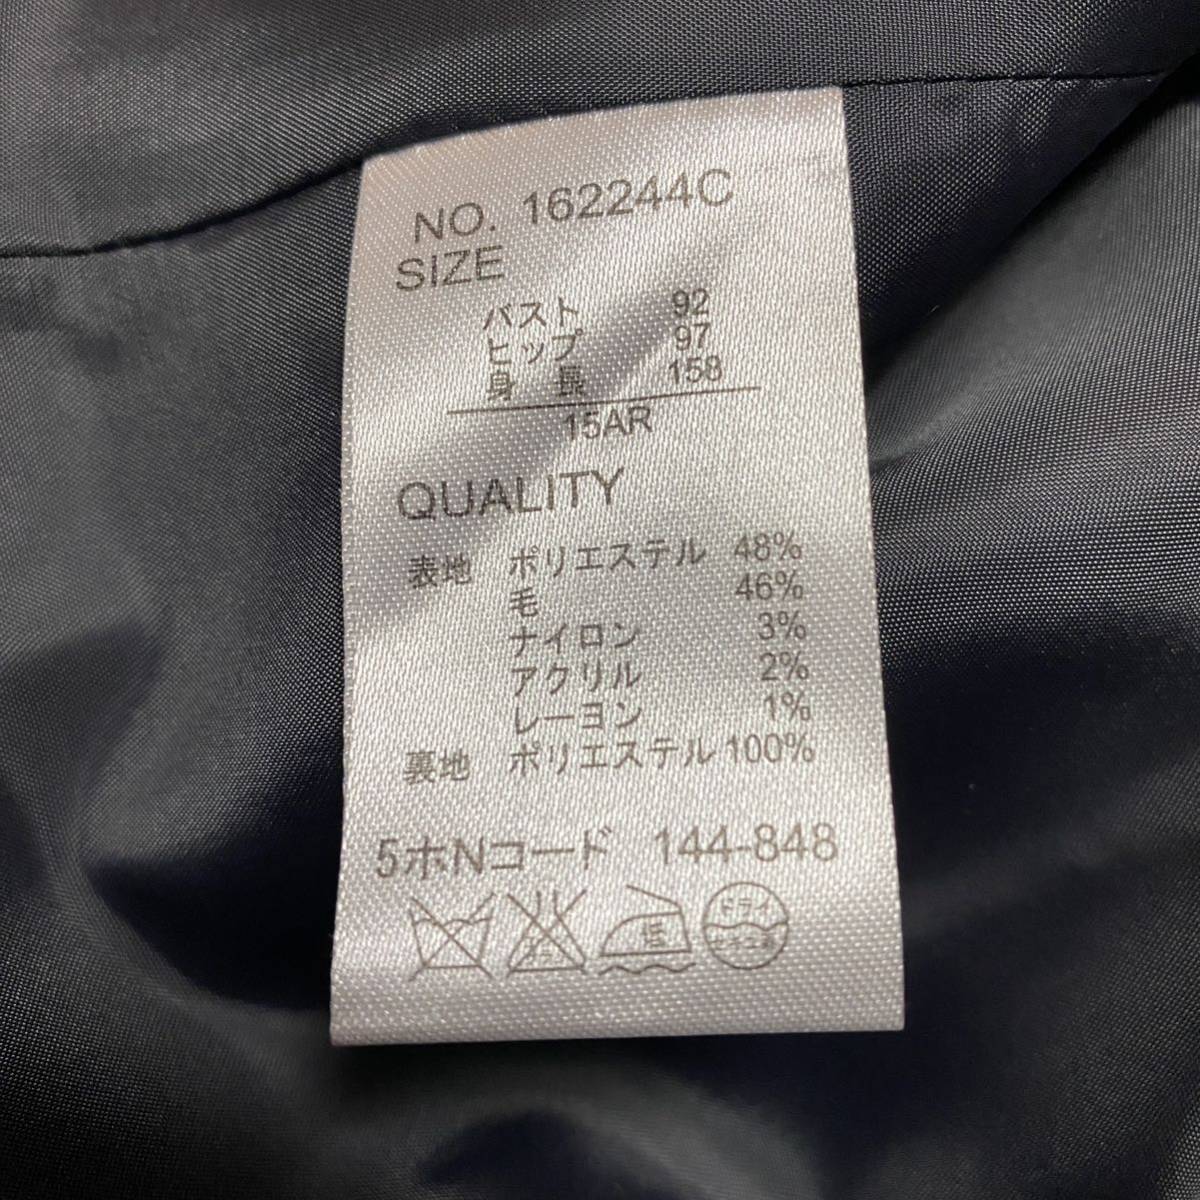 NO. 162244C
SIZE
バスト 92
ヒップ 97
身長 158
15AR
QUALITY
表地 ポリエステル 48%
毛 46%
ナイロン 3%
アクリル 2%
レーヨン 1%
裏地 ポリエステル 100%
5ホNコード 144-848
低 ドライ